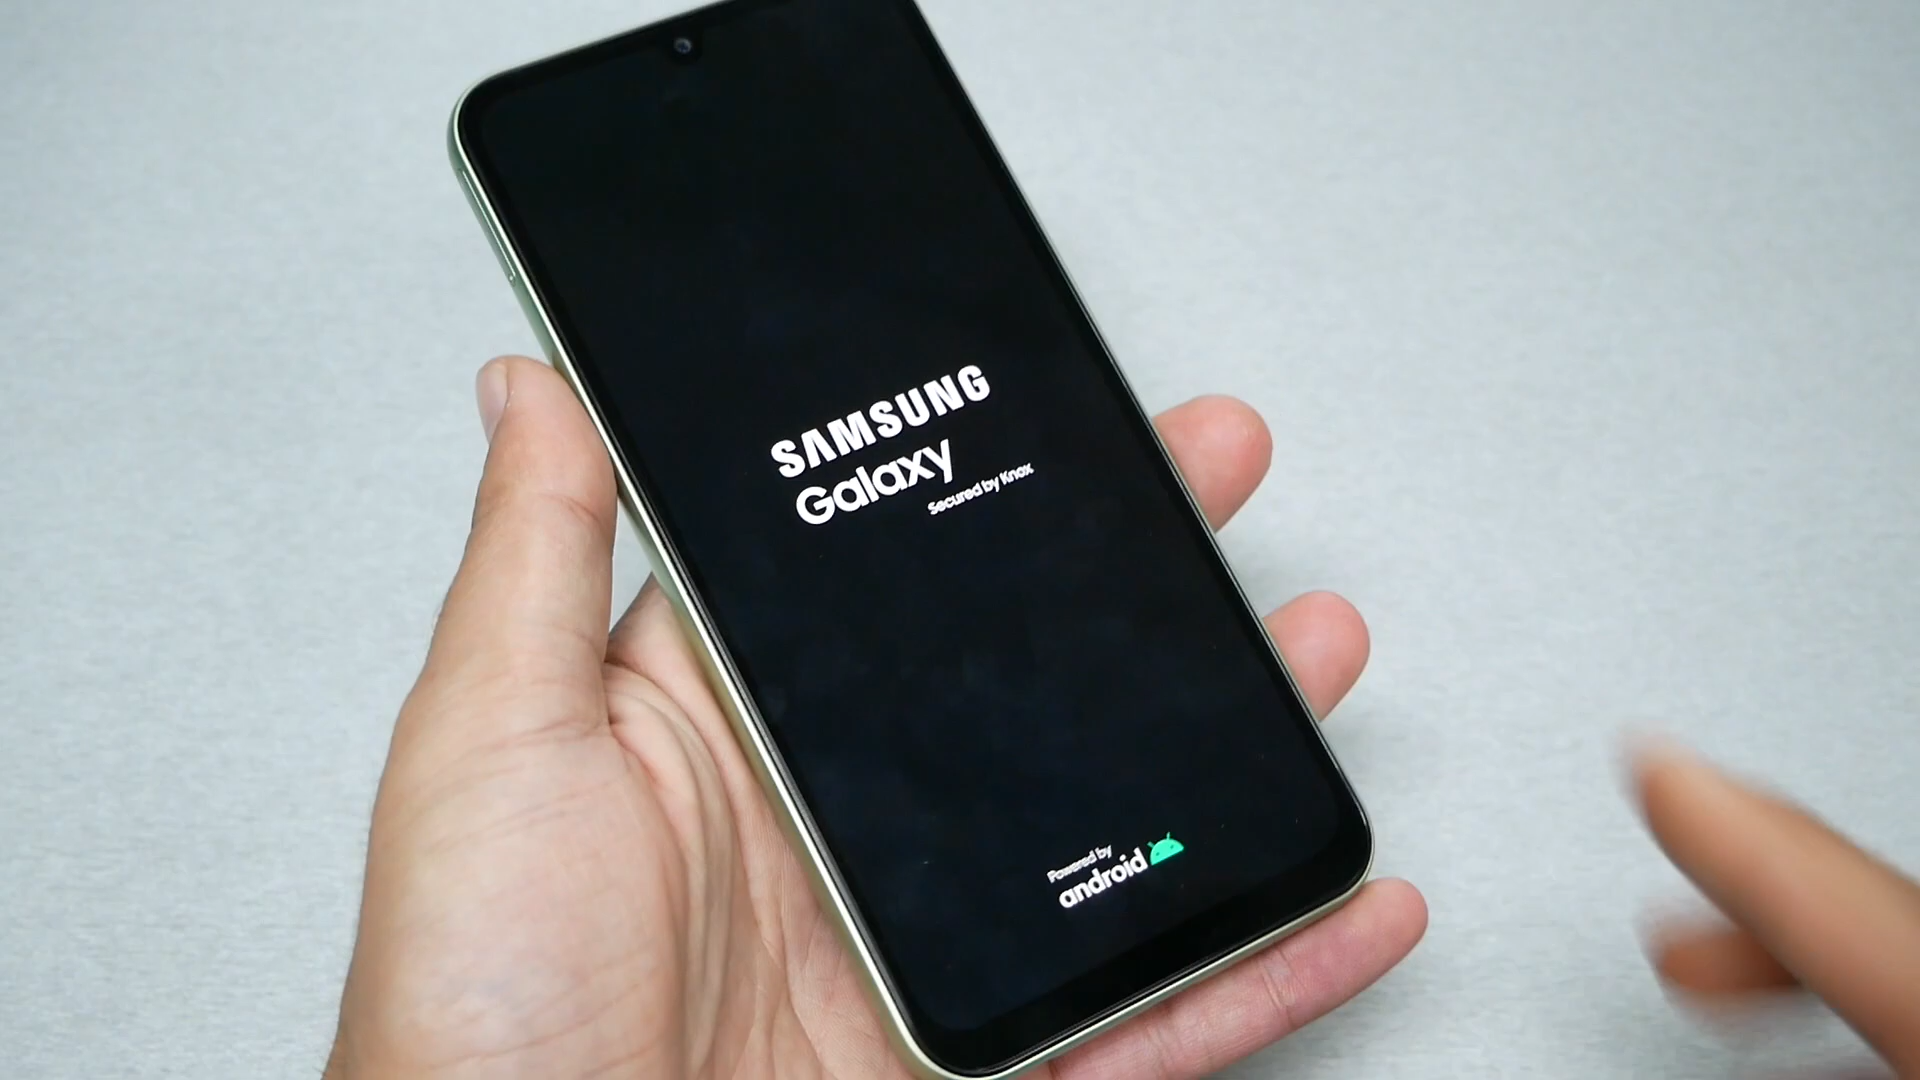 SAMSUNG
Galaxy
Secured by Knox
Powered by
android